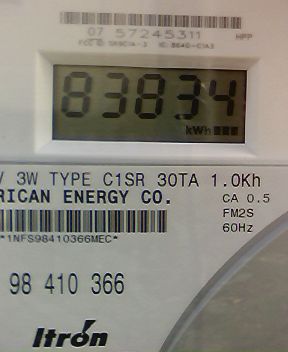 07 57245311 HPP
83834
kWh
V 3W TYPE C1SR 30TA 1.0Kh
RICAN ENERGY CO. CA 0.5
FM2S
*1NFS98410366MEC* 60Hz
98 410 366
Itron